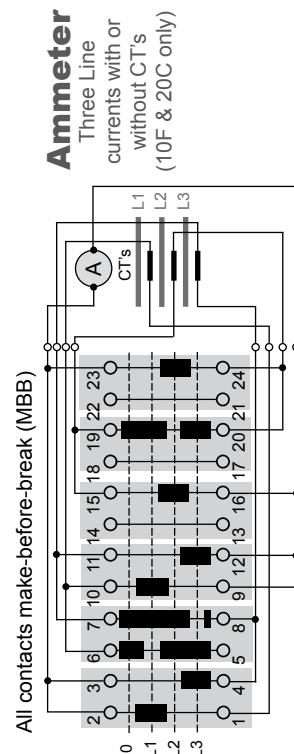 Ammeter
Three Line
currents with or
without CT's
(10F & 20C only)
All contacts make-before-break (MBB)
A
CT's
L1
L2
L3
2 3 6 7 10 11 14 15 18 19 22 23
1 4 5 8 9 12 13 16 17 20 21 24
0
L1
L2
L3